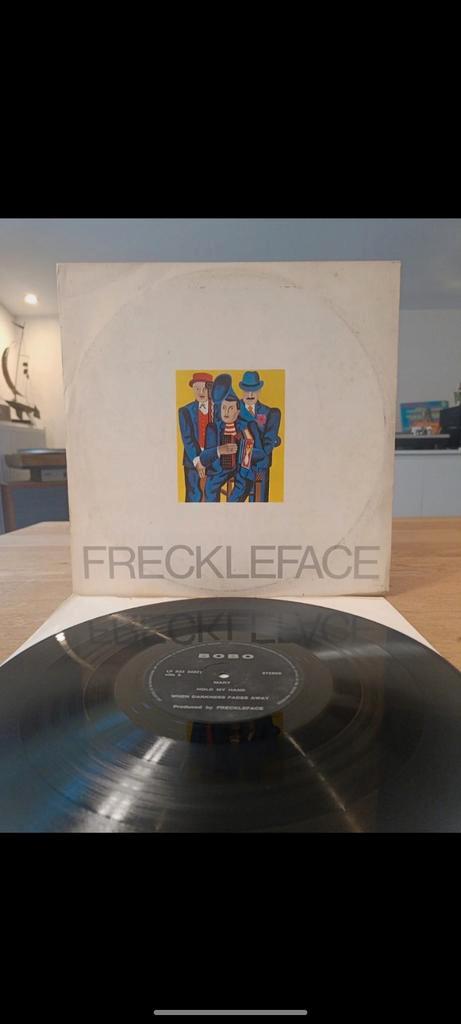 FRECKLEFACE
BOBO
STEREO
MARY
HOLD MY HAND
WHEN DARKNESS FADES AWAY
Produced by FRECKLEFACE